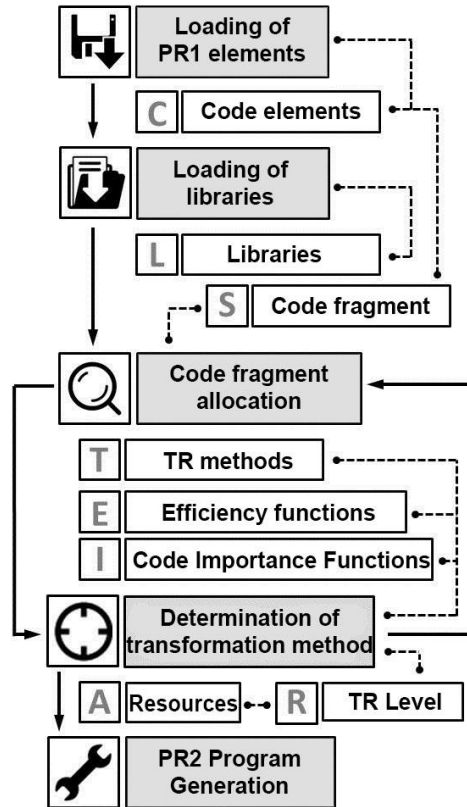 Loading of
PR1 elements
C Code elements
Loading of
libraries
L Libraries
S Code fragment
Code fragment
allocation
T TR methods
E Efficiency functions
I Code Importance Functions
Determination of
transformation method
A Resources R TR Level
PR2 Program
Generation